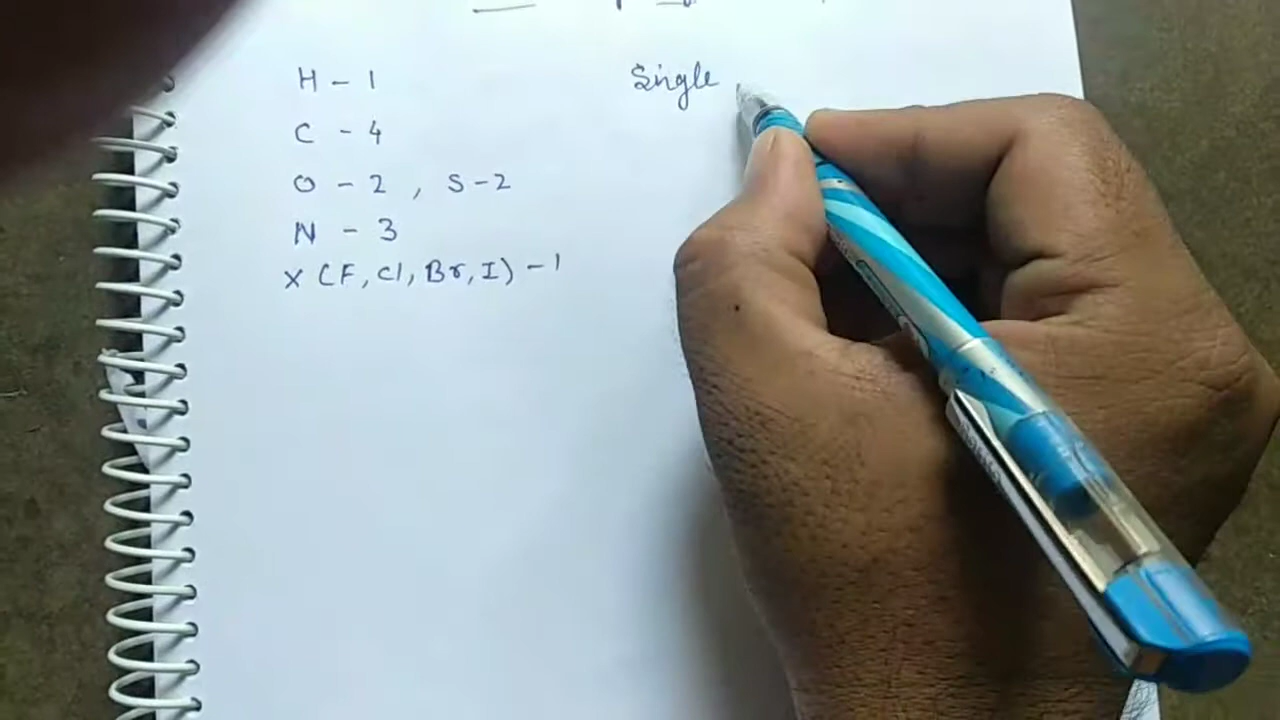 H - 1
Single
C - 4
O - 2 , S - 2
N - 3
X (F, Cl, Br, I) - 1